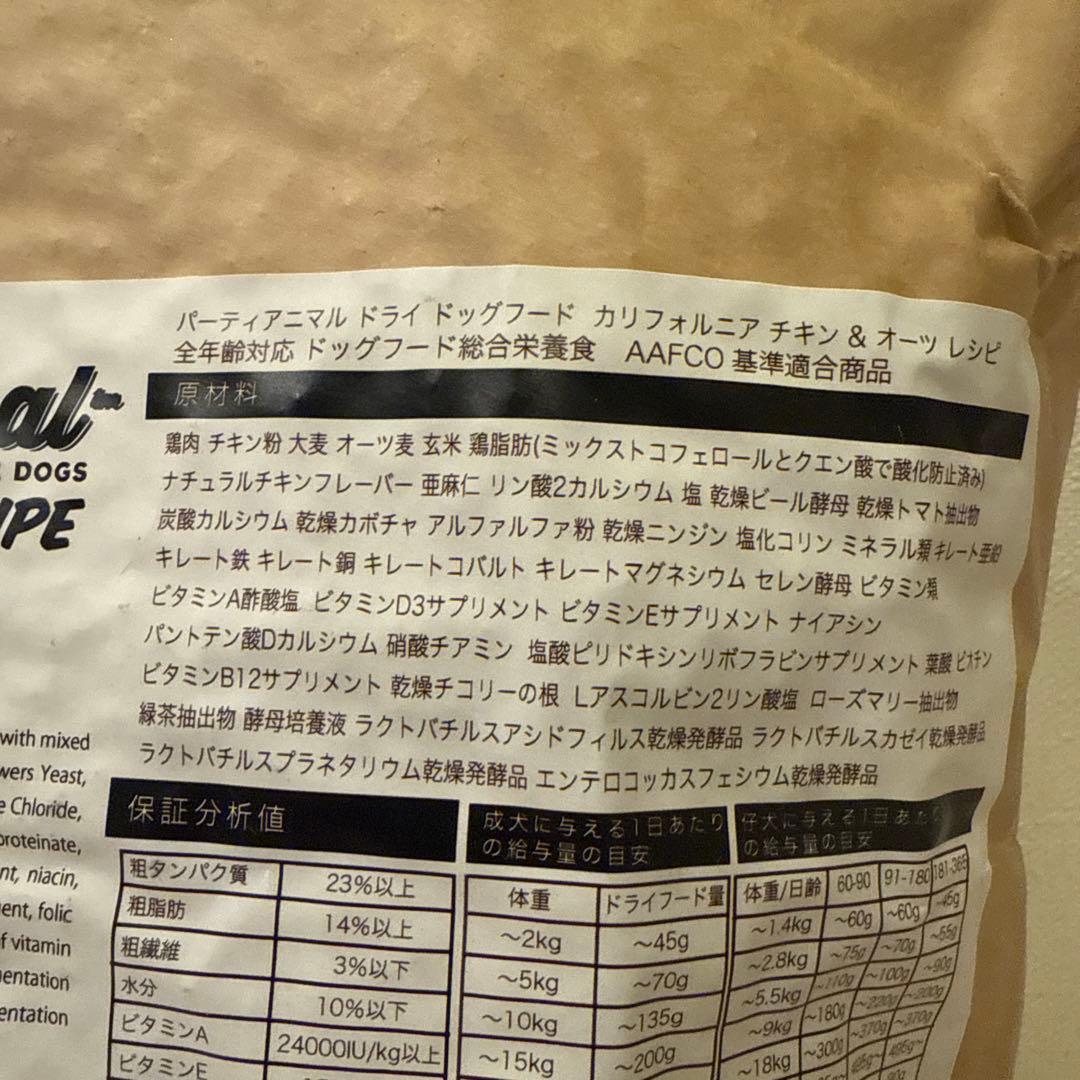 al™
DOGS
IPE
with mixed
wers Yeast,
e Chloride,
proteinate,
nt, niacin,
ent, folic
f vitamin
entation
entation
パーティアニマル ドライ ドッグフード カリフォルニア チキン & オーツ レシピ
全年齢対応 ドッグフード総合栄養食 AAFCO 基準適合商品
原材料
鶏肉 チキン粉 大麦 オーツ麦 玄米 鶏脂肪(ミックストコフェロールとクエン酸で酸化防止済み)
ナチュラルチキンフレーバー 亜麻仁 リン酸2カルシウム 塩 乾燥ビール酵母 乾燥トマト抽出物
炭酸カルシウム 乾燥カボチャ アルファルファ粉 乾燥ニンジン 塩化コリン ミネラル類 キレート亜鉛
キレート鉄 キレート銅 キレートコバルト キレートマグネシウム セレン酵母 ビタミン類
ビタミンA酢酸塩 ビタミンD3サプリメント ビタミンEサプリメント ナイアシン
パントテン酸Dカルシウム 硝酸チアミン 塩酸ピリドキシンリボフラビンサプリメント 葉酸 ビオチン
ビタミンB12サプリメント 乾燥チコリーの根 Lアスコルビン2リン酸塩 ローズマリー抽出物
緑茶抽出物 酵母培養液 ラクトバチルスアシドフィルス乾燥発酵品 ラクトバチルスカゼイ乾燥発酵品
ラクトバチルスプラネタリウム乾燥発酵品 エンテロコッカスフェシウム乾燥発酵品
保証分析値
粗タンパク質 23%以上
粗脂肪 14%以上
粗繊維 3%以下
水分 10%以下
ビタミンA 24000IU/kg以上
ビタミンE
成犬に与える1日あたり
の給与量の目安
体重 ドライフード量
~2kg ~45g
~5kg ~70g
~10kg ~135g
~15kg ~200g
仔犬に与える1日あたり
の給与量の目安
体重/日齢 60-90 91-180 181-365
~1.4kg ~60g ~60g ~45g
~2.8kg ~75g ~70g ~55g
~5.5kg ~110g ~100g ~90g
~9kg ~180g ~220g ~200g
~18kg ~300g ~370g ~370g